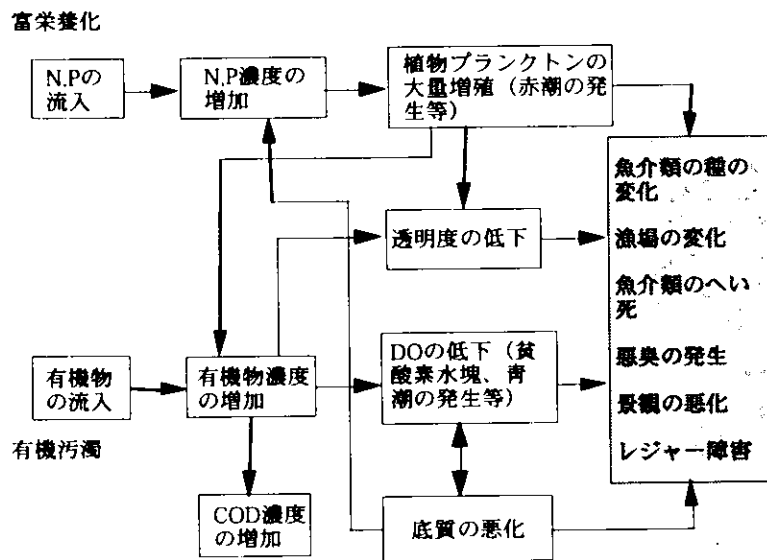 富栄養化
N.Pの
流入
N.P濃度の
増加
植物プランクトンの
大量増殖（赤潮の発
生等）
透明度の低下
有機物
の流入
有機物濃度
の増加
DOの低下（貧
酸素水塊、青
潮の発生等）
有機汚濁
COD濃度
の増加
底質の悪化
魚介類の種の
変化
漁場の変化
魚介類のへい
死
悪臭の発生
景観の悪化
レジャー障害